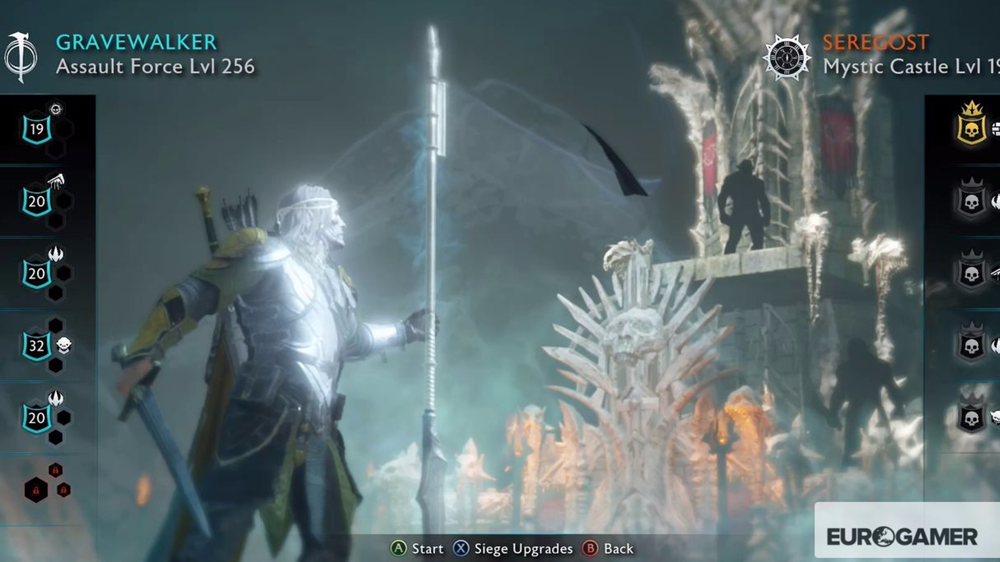 GRAVEWALKER
Assault Force Lvl 256
SEREGOST
Mystic Castle Lvl
19
20
20
32
20
Ⓐ Start Ⓧ Siege Upgrades Ⓑ Back
EUROGAMER